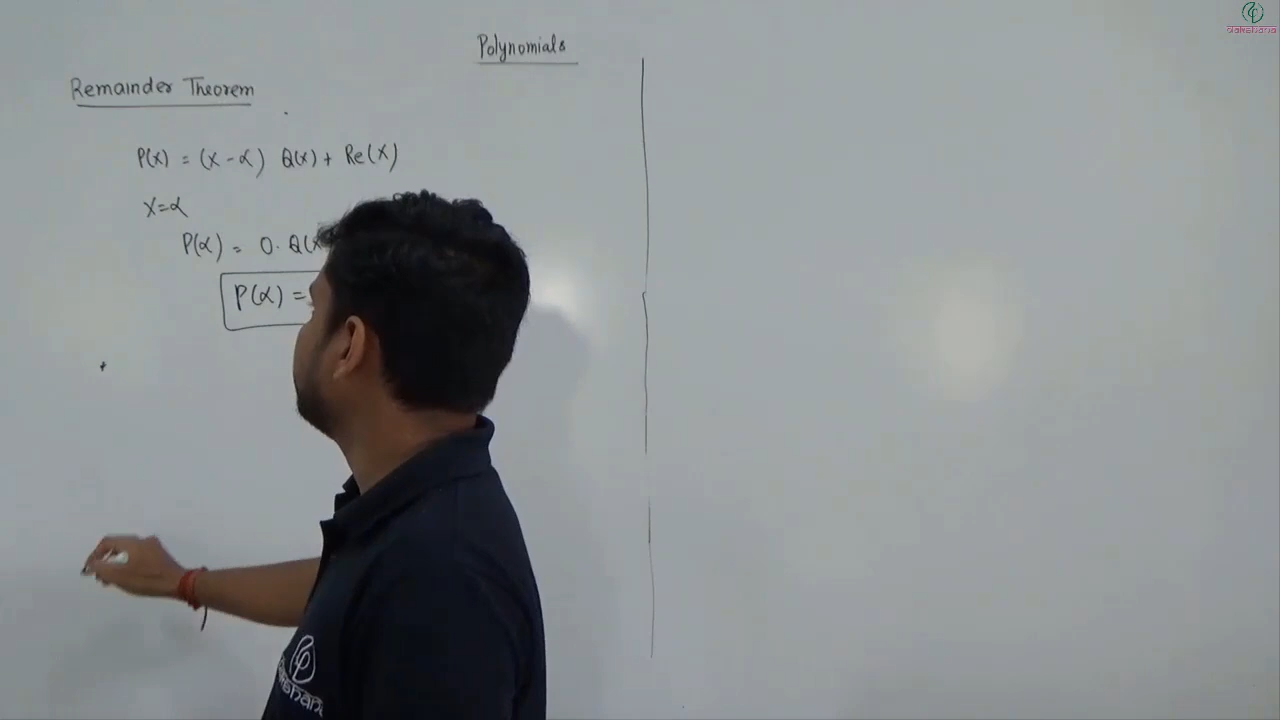 Polynomials
Remainder Theorem
P(x) = (x-α) Q(x) + Re(x)
x=α
P(α) = 0. Q(x
P(α) =